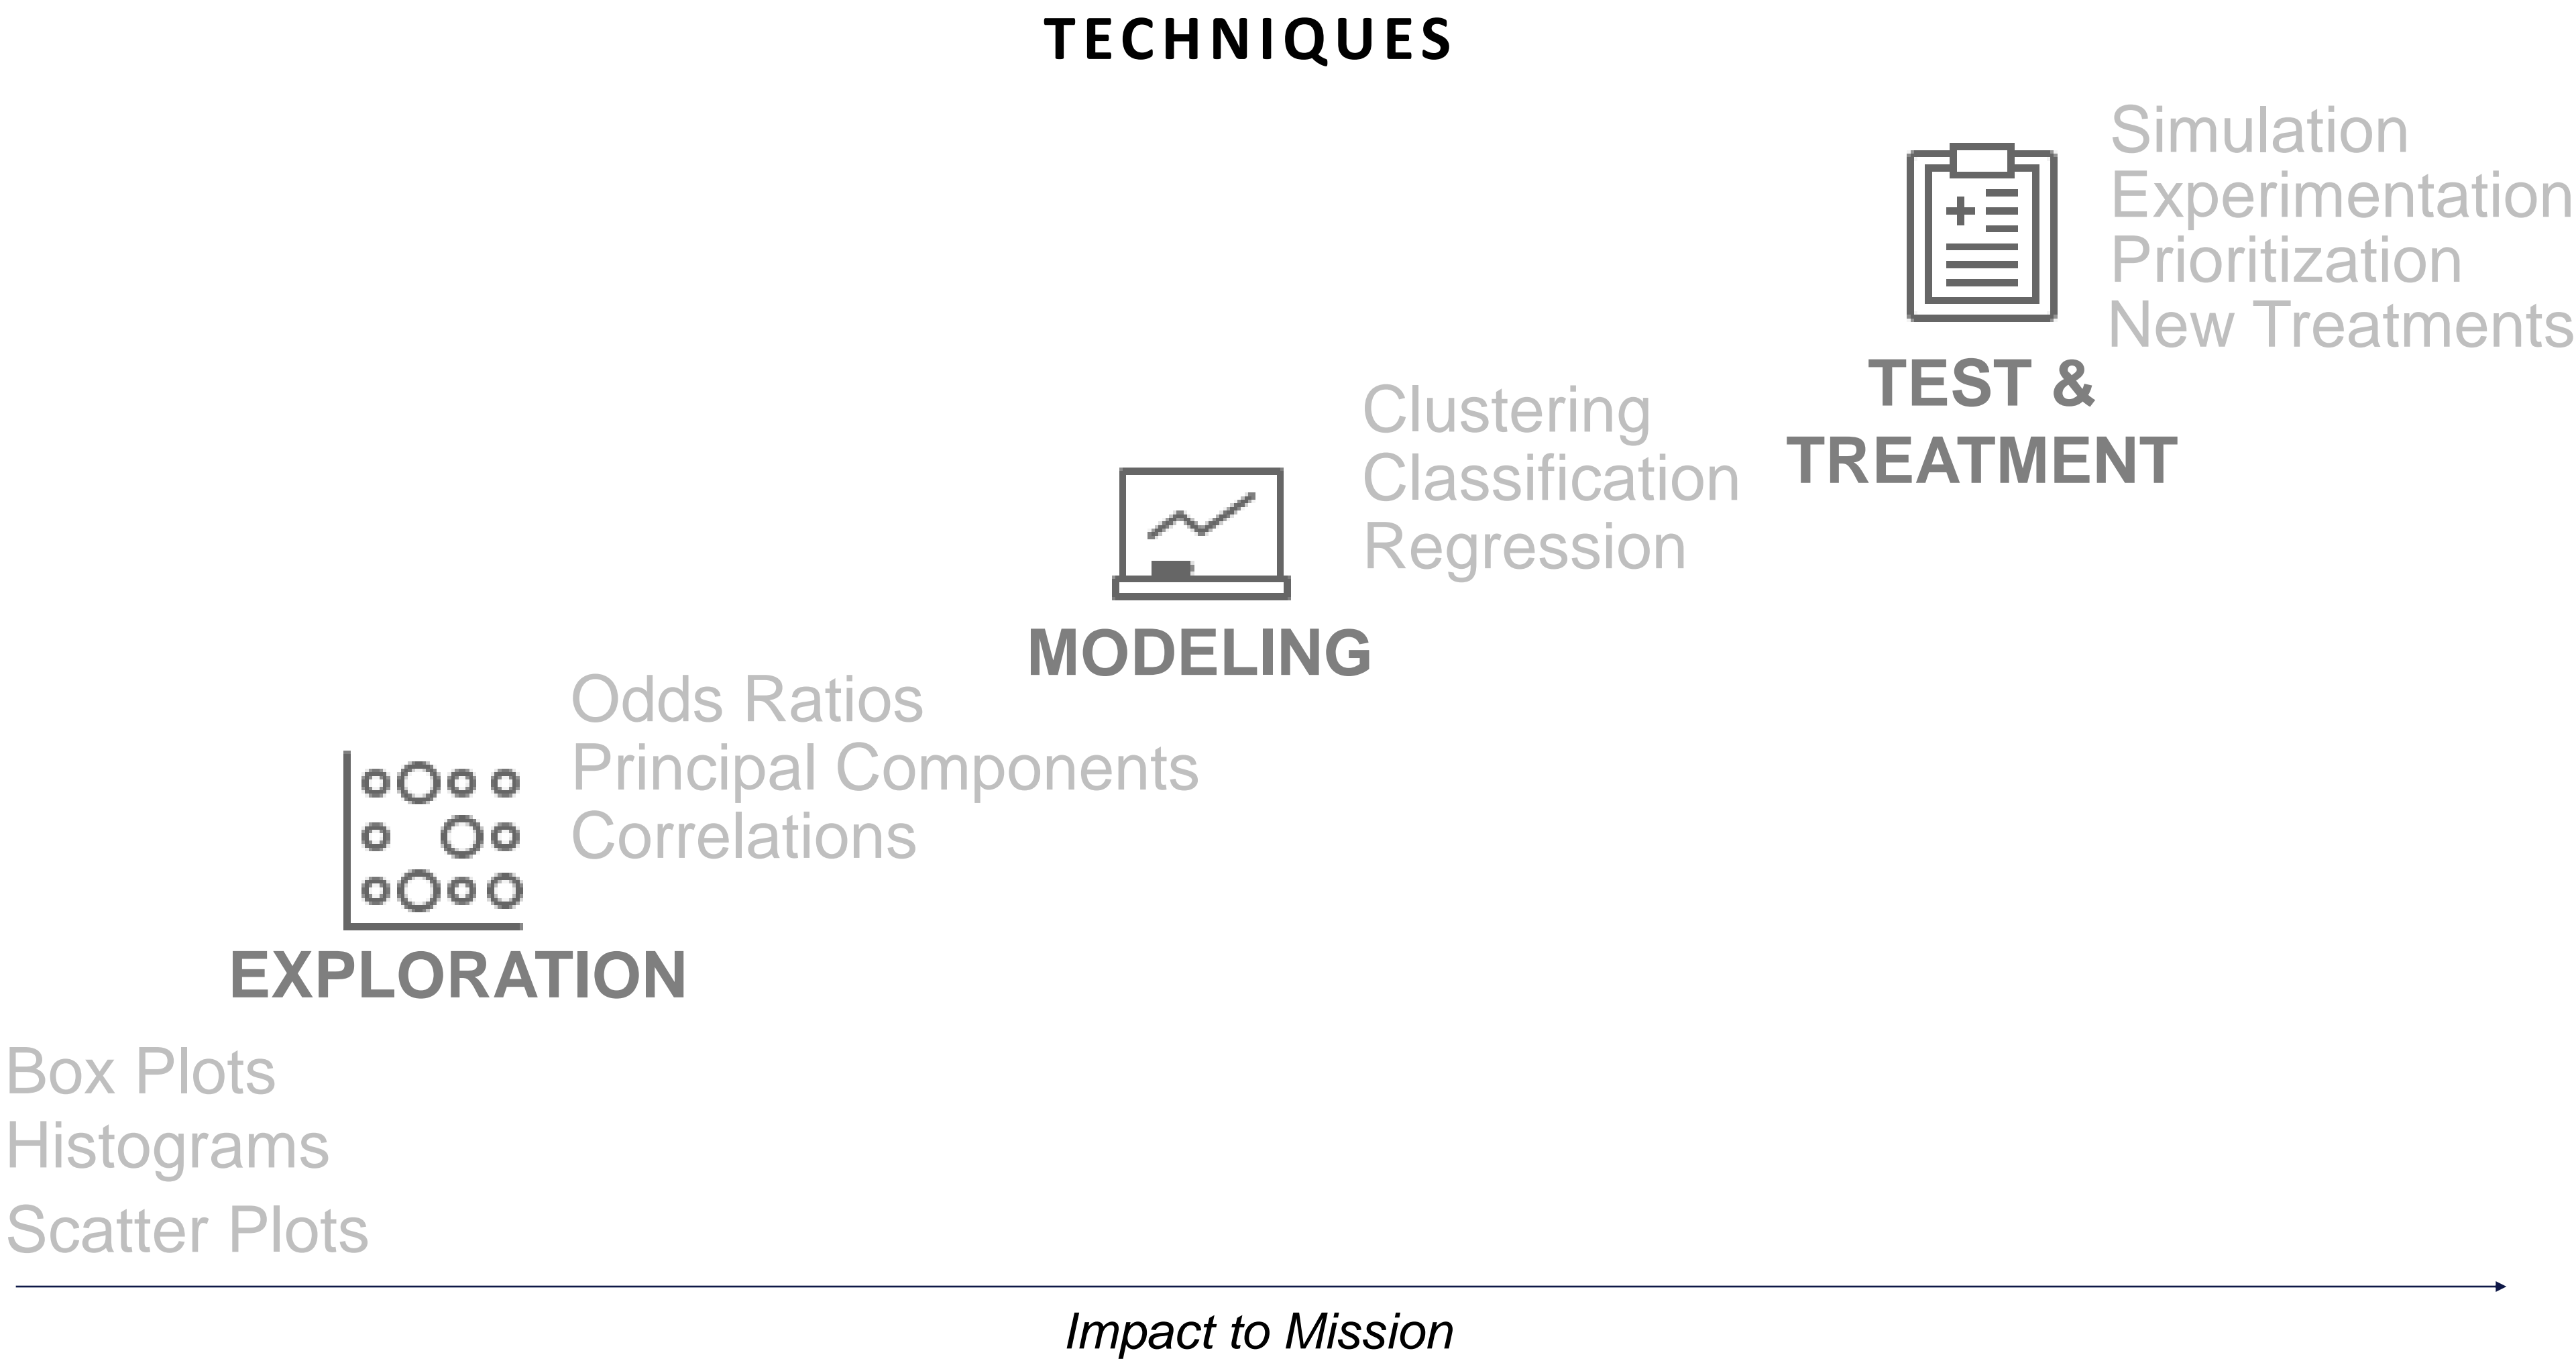 TECHNIQUES
Simulation
Experimentation
Prioritization
New Treatments
TEST &
TREATMENT
Clustering
Classification
Regression
MODELING
Odds Ratios
Principal Components
Correlations
EXPLORATION
Box Plots
Histograms
Scatter Plots
Impact to Mission